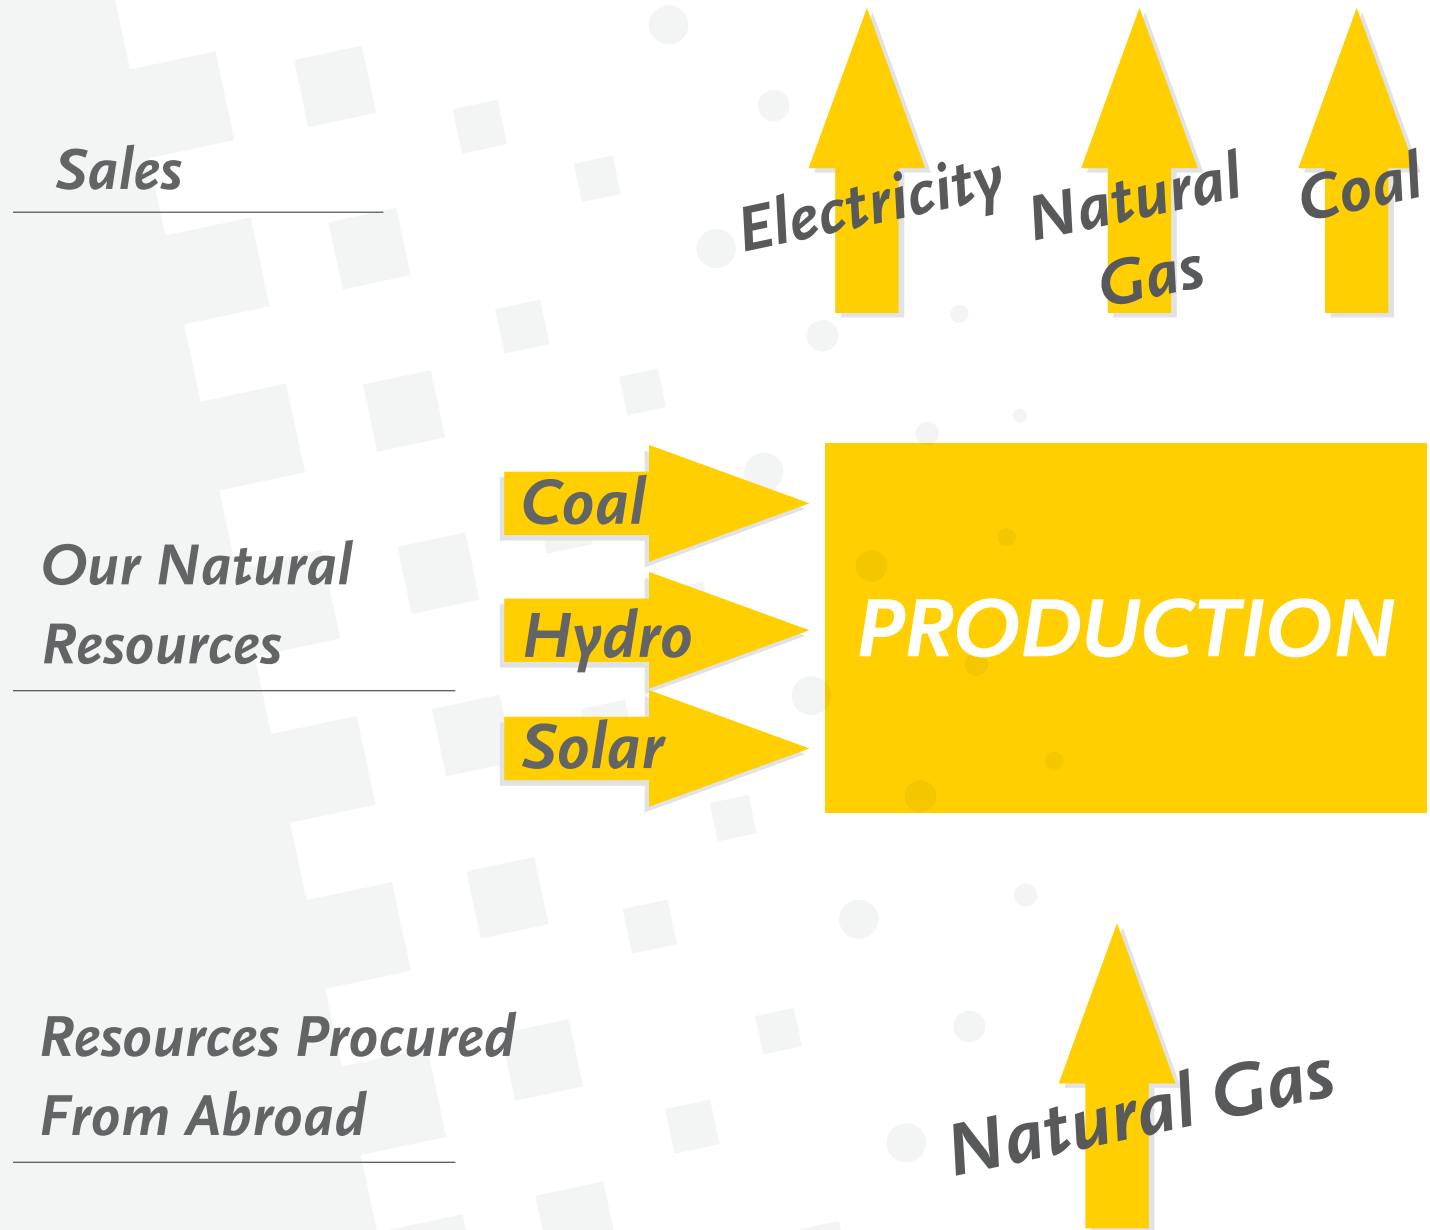 Sales
Electricity
Natural
Gas
Coal
Our Natural
Resources
Coal
Hydro
Solar
PRODUCTION
Resources Procured
From Abroad
Natural Gas